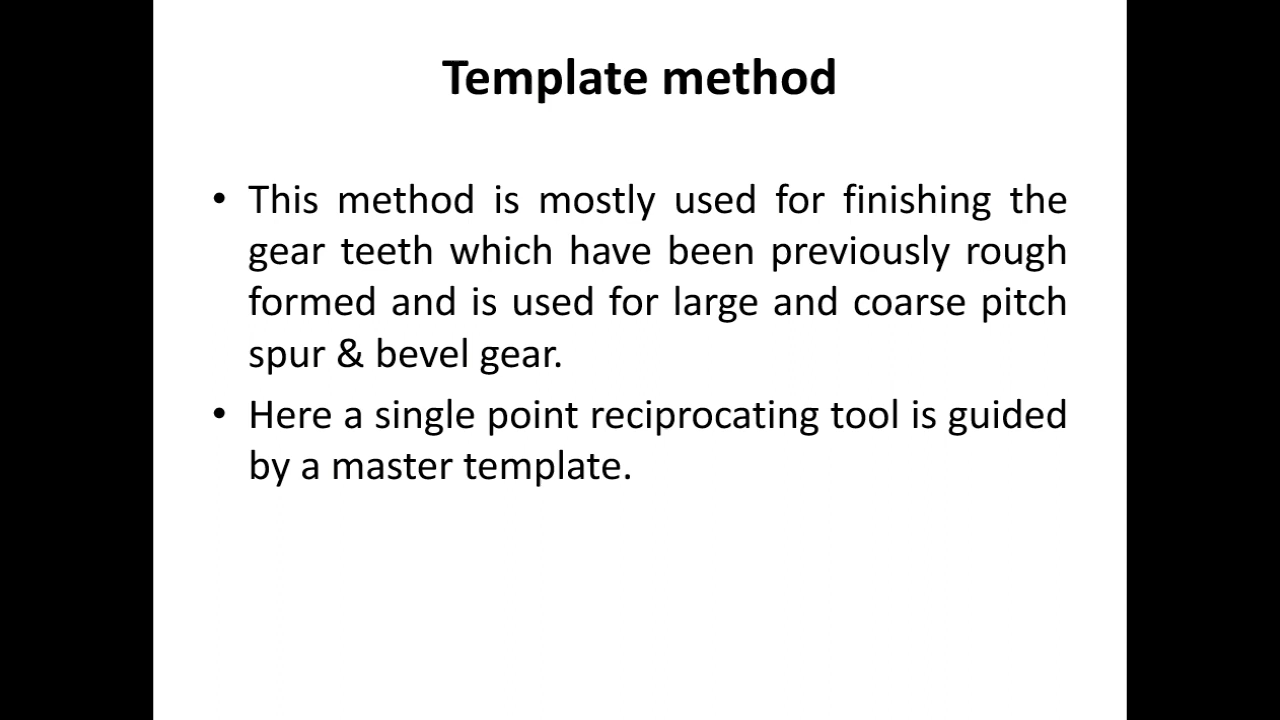 Template method
• This method is mostly used for finishing the
gear teeth which have been previously rough
formed and is used for large and coarse pitch
spur & bevel gear.
• Here a single point reciprocating tool is guided
by a master template.